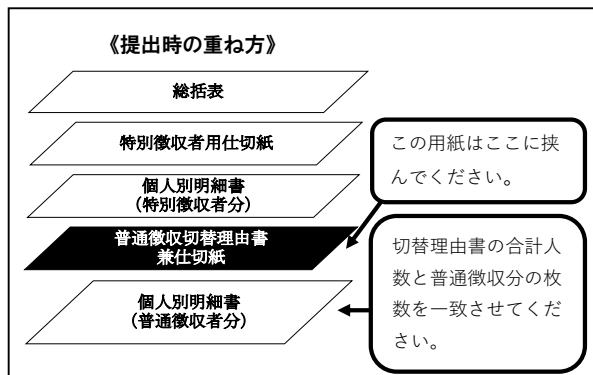 《提出時の重ね方》
総括表
特別徴収者用仕切紙
個人別明細書
（特別徴収者分）
普通徴収切替理由書
兼仕切紙
個人別明細書
（普通徴収者分）
この用紙はここに挟
んでください。
切替理由書の合計人
数と普通徴収分の枚
数を一致させてくだ
さい。